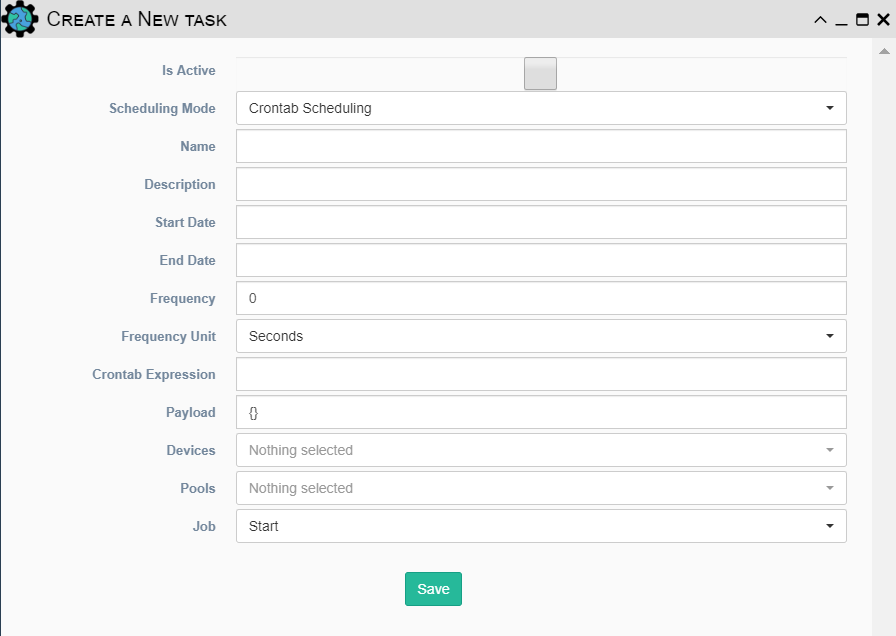 Create a New task
Is Active
Scheduling Mode Crontab Scheduling
Name
Description
Start Date
End Date
Frequency 0
Frequency Unit Seconds
Crontab Expression
Payload {}
Devices Nothing selected
Pools Nothing selected
Job Start
Save